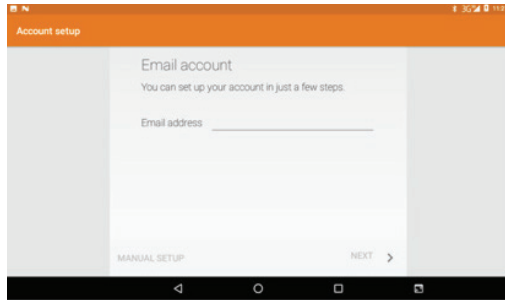 3G
Account setup
Email account
You can set up your account in just a few steps.
Email address
MANUAL SETUP
NEXT